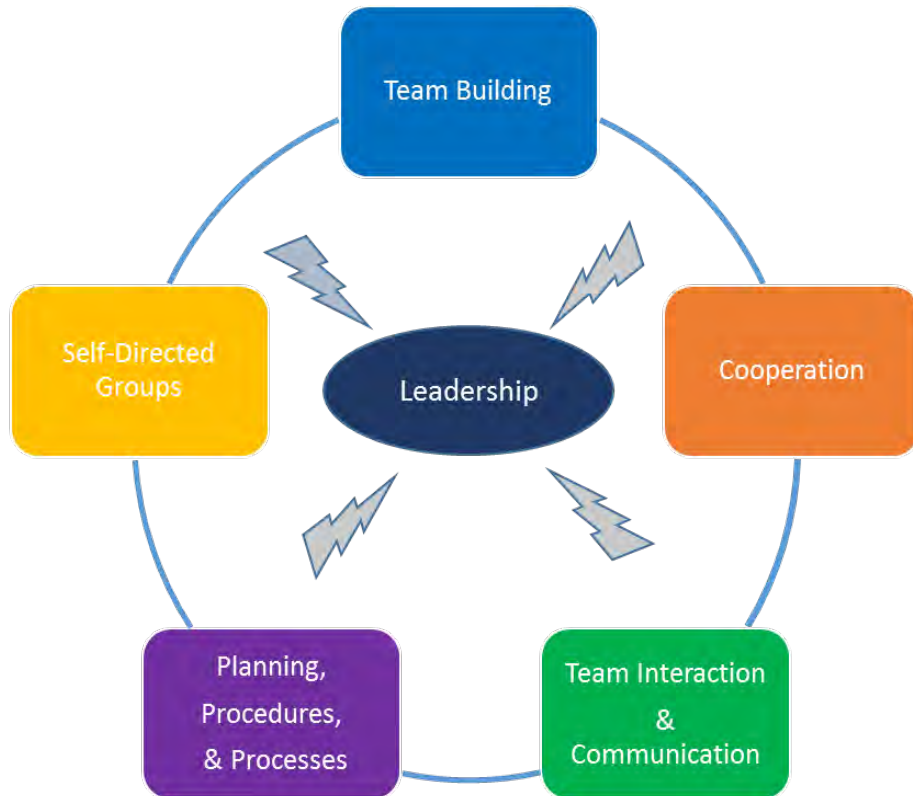 Team Building
Self-Directed
Groups
Leadership
Cooperation
Planning,
Procedures,
& Processes
Team Interaction
&
Communication